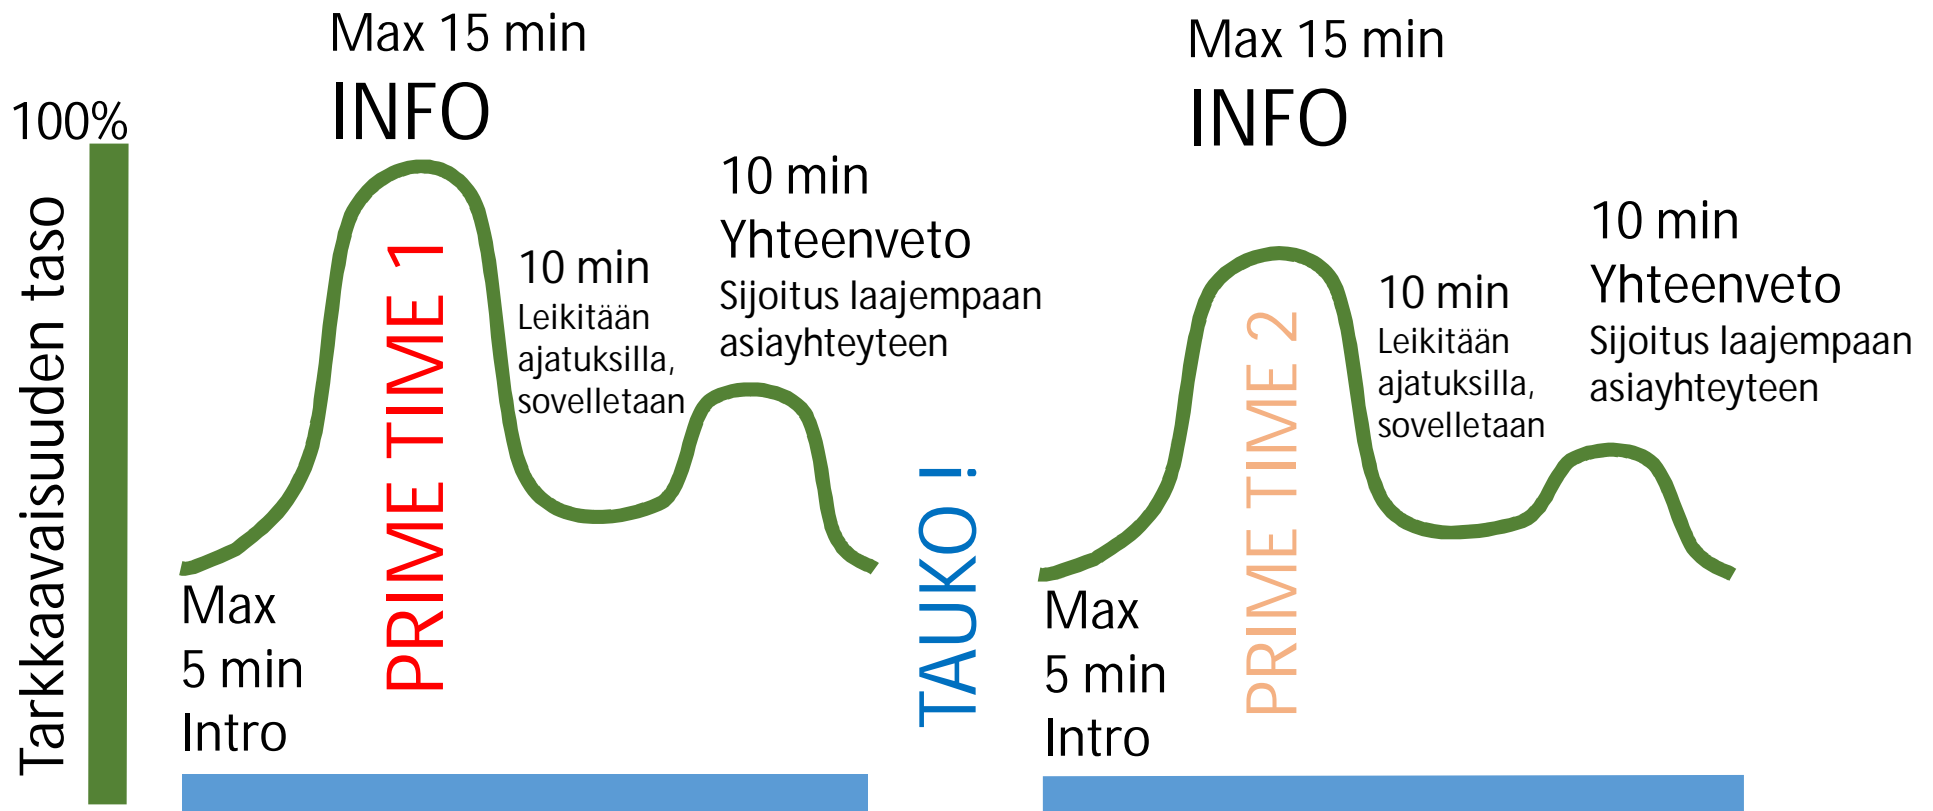 100%
Tarkkaavaisuuden taso
Max 15 min
INFO
PRIME TIME 1
10 min
Leikitään
ajatuksilla,
sovelletaan
10 min
Yhteenveto
Sijoitus laajempaan
asiayhteyteen
Max
5 min
Intro
TAUKO !
Max 15 min
INFO
PRIME TIME 2
10 min
Leikitään
ajatuksilla,
sovelletaan
10 min
Yhteenveto
Sijoitus laajempaan
asiayhteyteen
Max
5 min
Intro